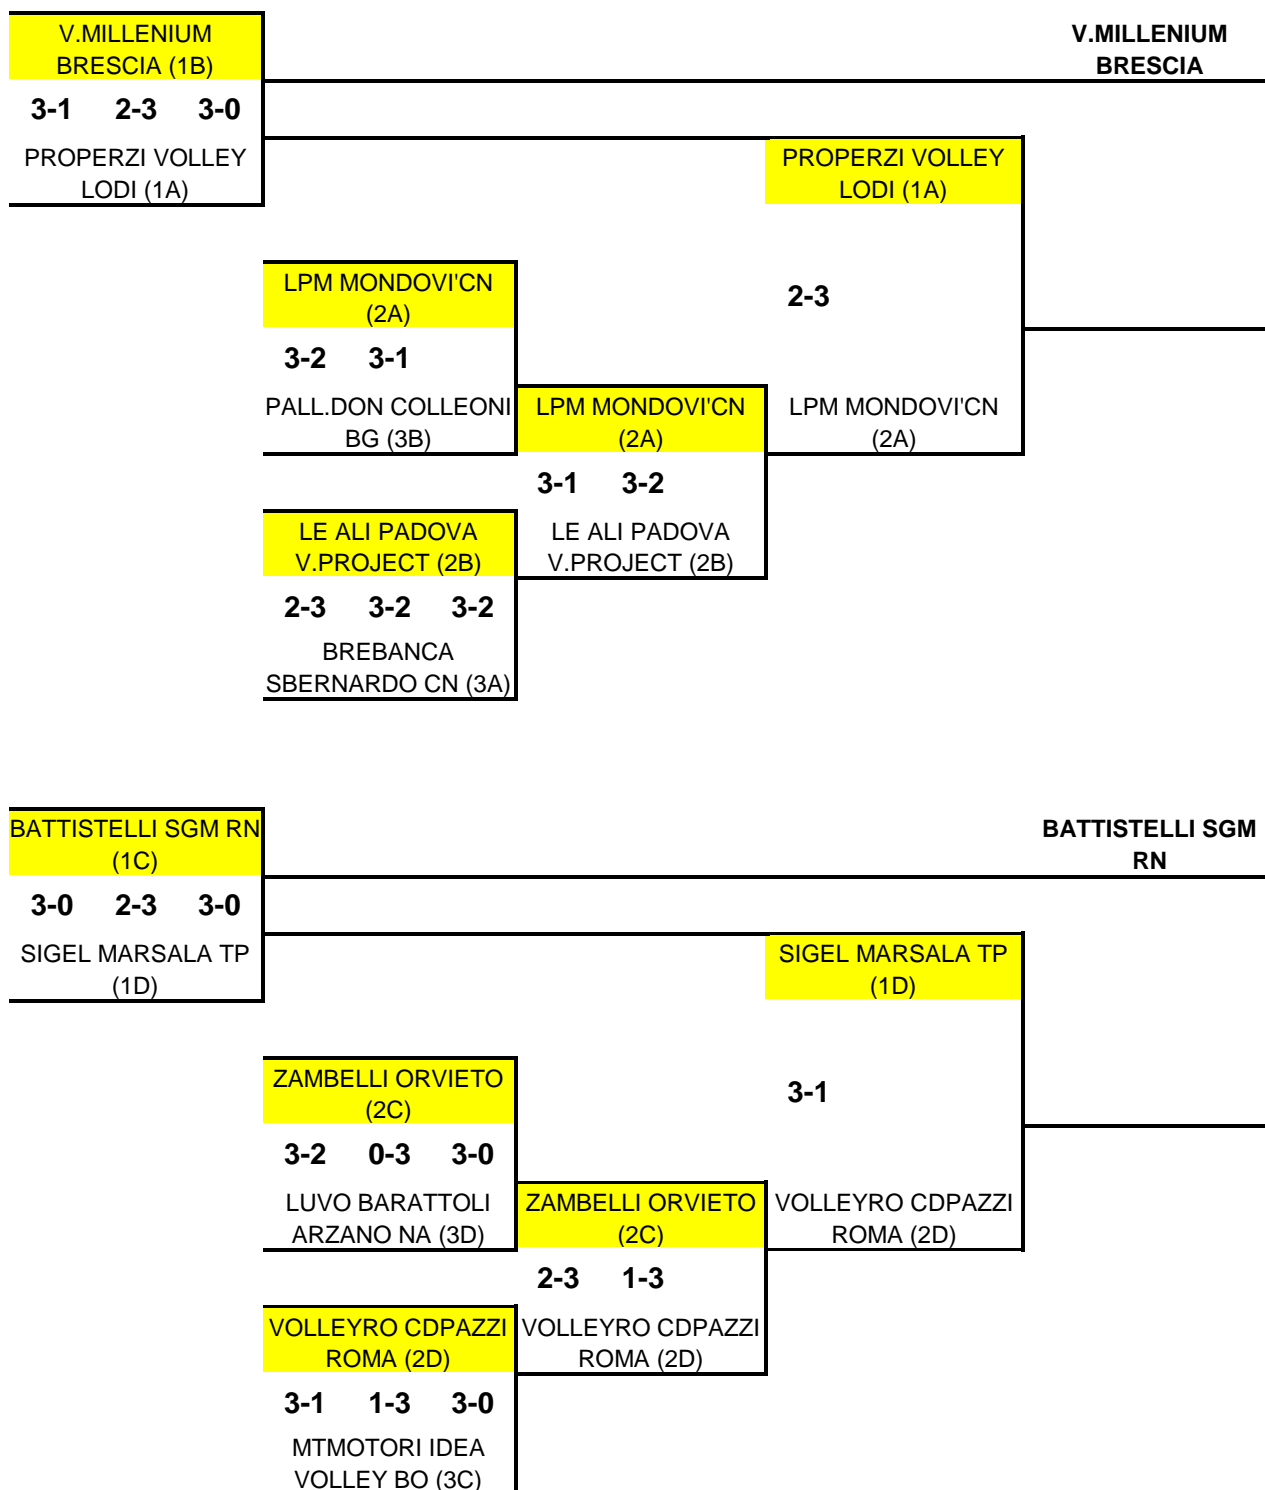 V.MILLENIUM
BRESCIA (1B)
V.MILLENIUM
BRESCIA
3-1 2-3 3-0
PROPERZI VOLLEY
LODI (1A)
PROPERZI VOLLEY
LODI (1A)
LPM MONDOVI'CN
(2A)
2-3
3-2 3-1
PALL.DON COLLEONI
BG (3B)
LPM MONDOVI'CN
(2A)
LPM MONDOVI'CN
(2A)
3-1 3-2
LE ALI PADOVA
V.PROJECT (2B)
LE ALI PADOVA
V.PROJECT (2B)
2-3 3-2 3-2
BREBANCA
SBERNARDO CN (3A)
BATTISTELLI SGM RN
(1C)
BATTISTELLI SGM
RN
3-0 2-3 3-0
SIGEL MARSALA TP
(1D)
SIGEL MARSALA TP
(1D)
ZAMBELLI ORVIETO
(2C)
3-1
3-2 0-3 3-0
LUVO BARATTOLI
ARZANO NA (3D)
ZAMBELLI ORVIETO
(2C)
VOLLEYRO CDPAZZI
ROMA (2D)
2-3 1-3
VOLLEYRO CDPAZZI
ROMA (2D)
VOLLEYRO CDPAZZI
ROMA (2D)
3-1 1-3 3-0
MTMOTORI IDEA
VOLLEY BO (3C)